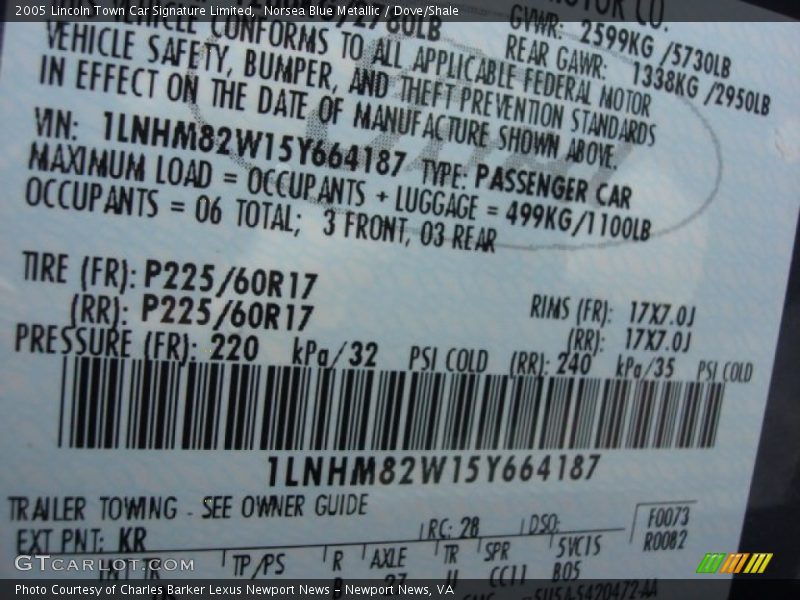 2005 Lincoln Town Car Signature Limited, Norsea Blue Metallic / Dove/Shale
MOTOR CO.
GVWR: 2599KG /5730LB
REAR GAWR: 1338KG /2950LB
VEHICLE CONFORMS TO ALL APPLICABLE FEDERAL MOTOR
VEHICLE SAFETY, BUMPER, AND THEFT PREVENTION STANDARDS
IN EFFECT ON THE DATE OF MANUFACTURE SHOWN ABOVE.
VIN: 1LNHM82W15Y664187 TYPE: PASSENGER CAR
MAXIMUM LOAD = OCCUPANTS + LUGGAGE = 499KG/1100LB
OCCUPANTS = 06 TOTAL; 3 FRONT, 03 REAR
TIRE (FR): P225/60R17 RIMS (FR): 17X7.0J
(RR): P225/60R17 (RR): 17X7.0J
PRESSURE (FR): 220 kPa/32 PSI COLD (RR): 240 kPa/35 PSI COLD
1LNHM82W15Y664187
TRAILER TOWING - SEE OWNER GUIDE
EXT PNT: KR RC: 28 DSO: F0073
R0082
INT TR TP/PS R AXLE TR SPR SVC1S
CC11 B05
GTCARLOT.COM
Photo Courtesy of Charles Barker Lexus Newport News – Newport News, VA